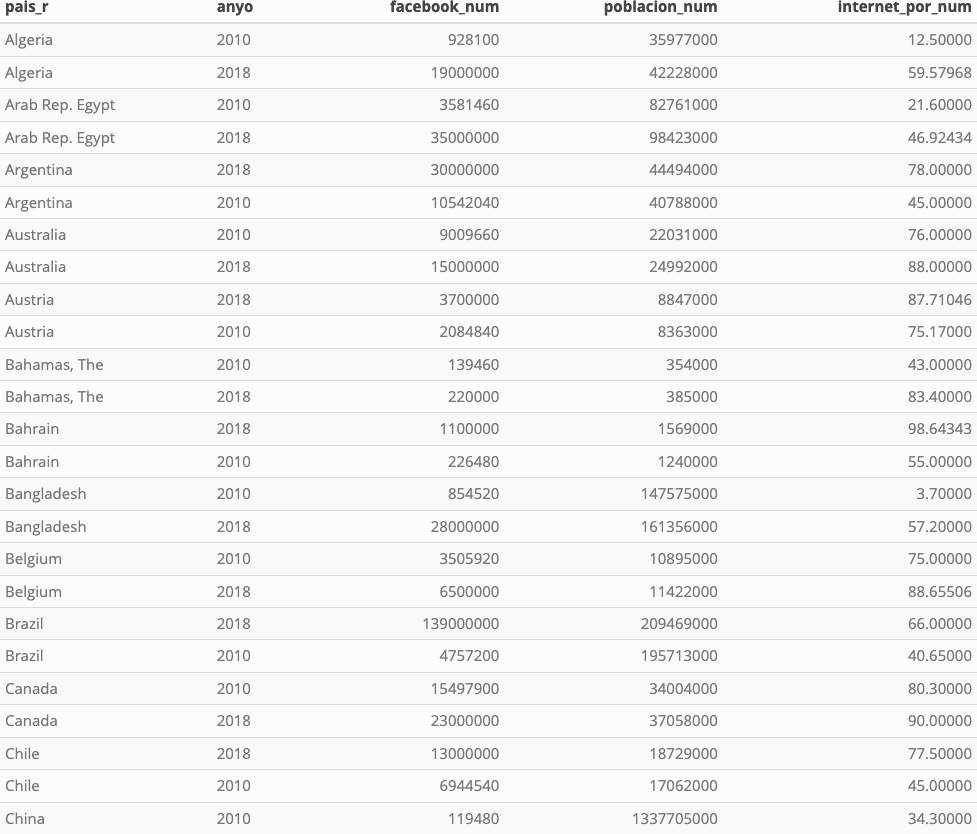 pais_r anyo facebook_num poblacion_num internet_por_num
Algeria 2010 928100 35977000 12.50000
Algeria 2018 19000000 42228000 59.57968
Arab Rep. Egypt 2010 3581460 82761000 21.60000
Arab Rep. Egypt 2018 35000000 98423000 46.92434
Argentina 2018 30000000 44494000 78.00000
Argentina 2010 10542040 40788000 45.00000
Australia 2010 9009660 22031000 76.00000
Australia 2018 15000000 24992000 88.00000
Austria 2018 3700000 8847000 87.71046
Austria 2010 2084840 8363000 75.17000
Bahamas, The 2010 139460 354000 43.00000
Bahamas, The 2018 220000 385000 83.40000
Bahrain 2018 1100000 1569000 98.64343
Bahrain 2010 226480 1240000 55.00000
Bangladesh 2010 854520 147575000 3.70000
Bangladesh 2018 28000000 161356000 57.20000
Belgium 2010 3505920 10895000 75.00000
Belgium 2018 6500000 11422000 88.65506
Brazil 2018 139000000 209469000 66.00000
Brazil 2010 4757200 195713000 40.65000
Canada 2010 15497900 34004000 80.30000
Canada 2018 23000000 37058000 90.00000
Chile 2018 13000000 18729000 77.50000
Chile 2010 6944540 17062000 45.00000
China 2010 119480 1337705000 34.30000